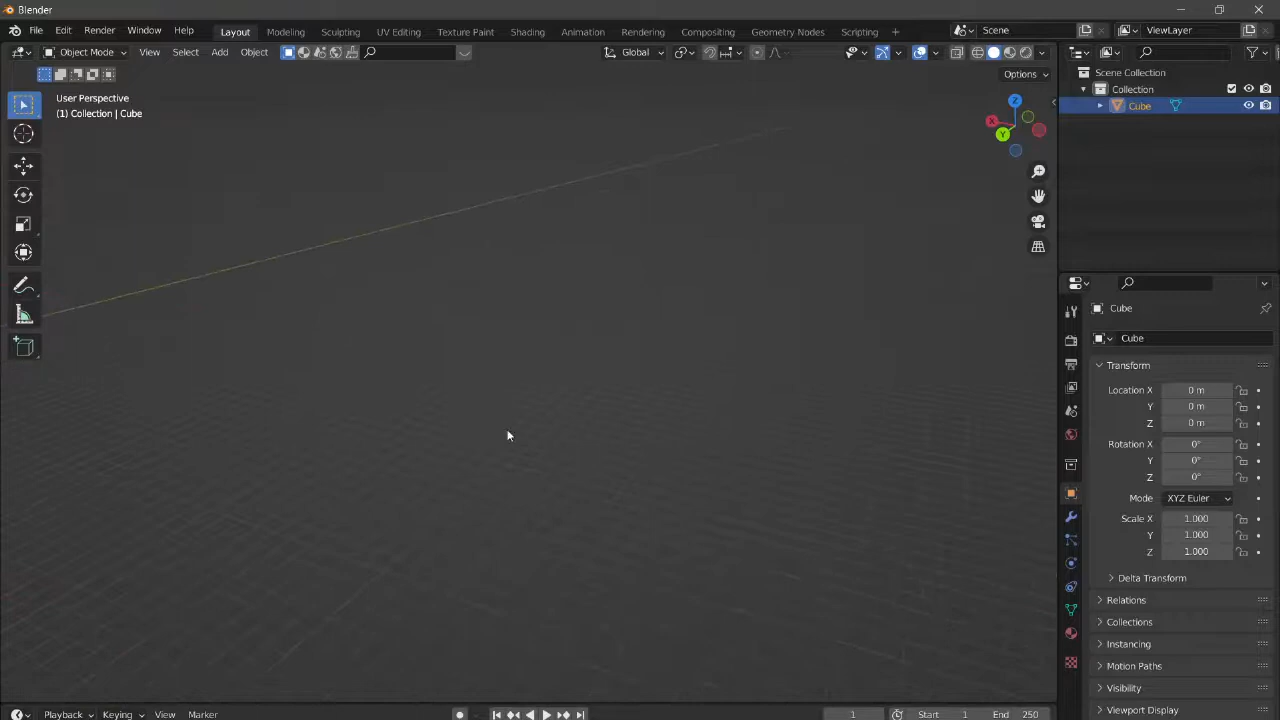 Blender
File Edit Render Window Help Layout Modeling Sculpting UV Editing Texture Paint Shading Animation Rendering Compositing Geometry Nodes Scripting + Scene ViewLayer
Object Mode View Select Add Object Global
Options
User Perspective
(1) Collection | Cube
Z
X
Y
Scene Collection
Collection
Cube
Cube
Cube
Transform
Location X 0 m
Y 0 m
Z 0 m
Rotation X 0°
Y 0°
Z 0°
Mode XYZ Euler
Scale X 1.000
Y 1.000
Z 1.000
Delta Transform
Relations
Collections
Instancing
Motion Paths
Visibility
Viewport Display
Playback Keying View Marker 1 Start 1 End 250